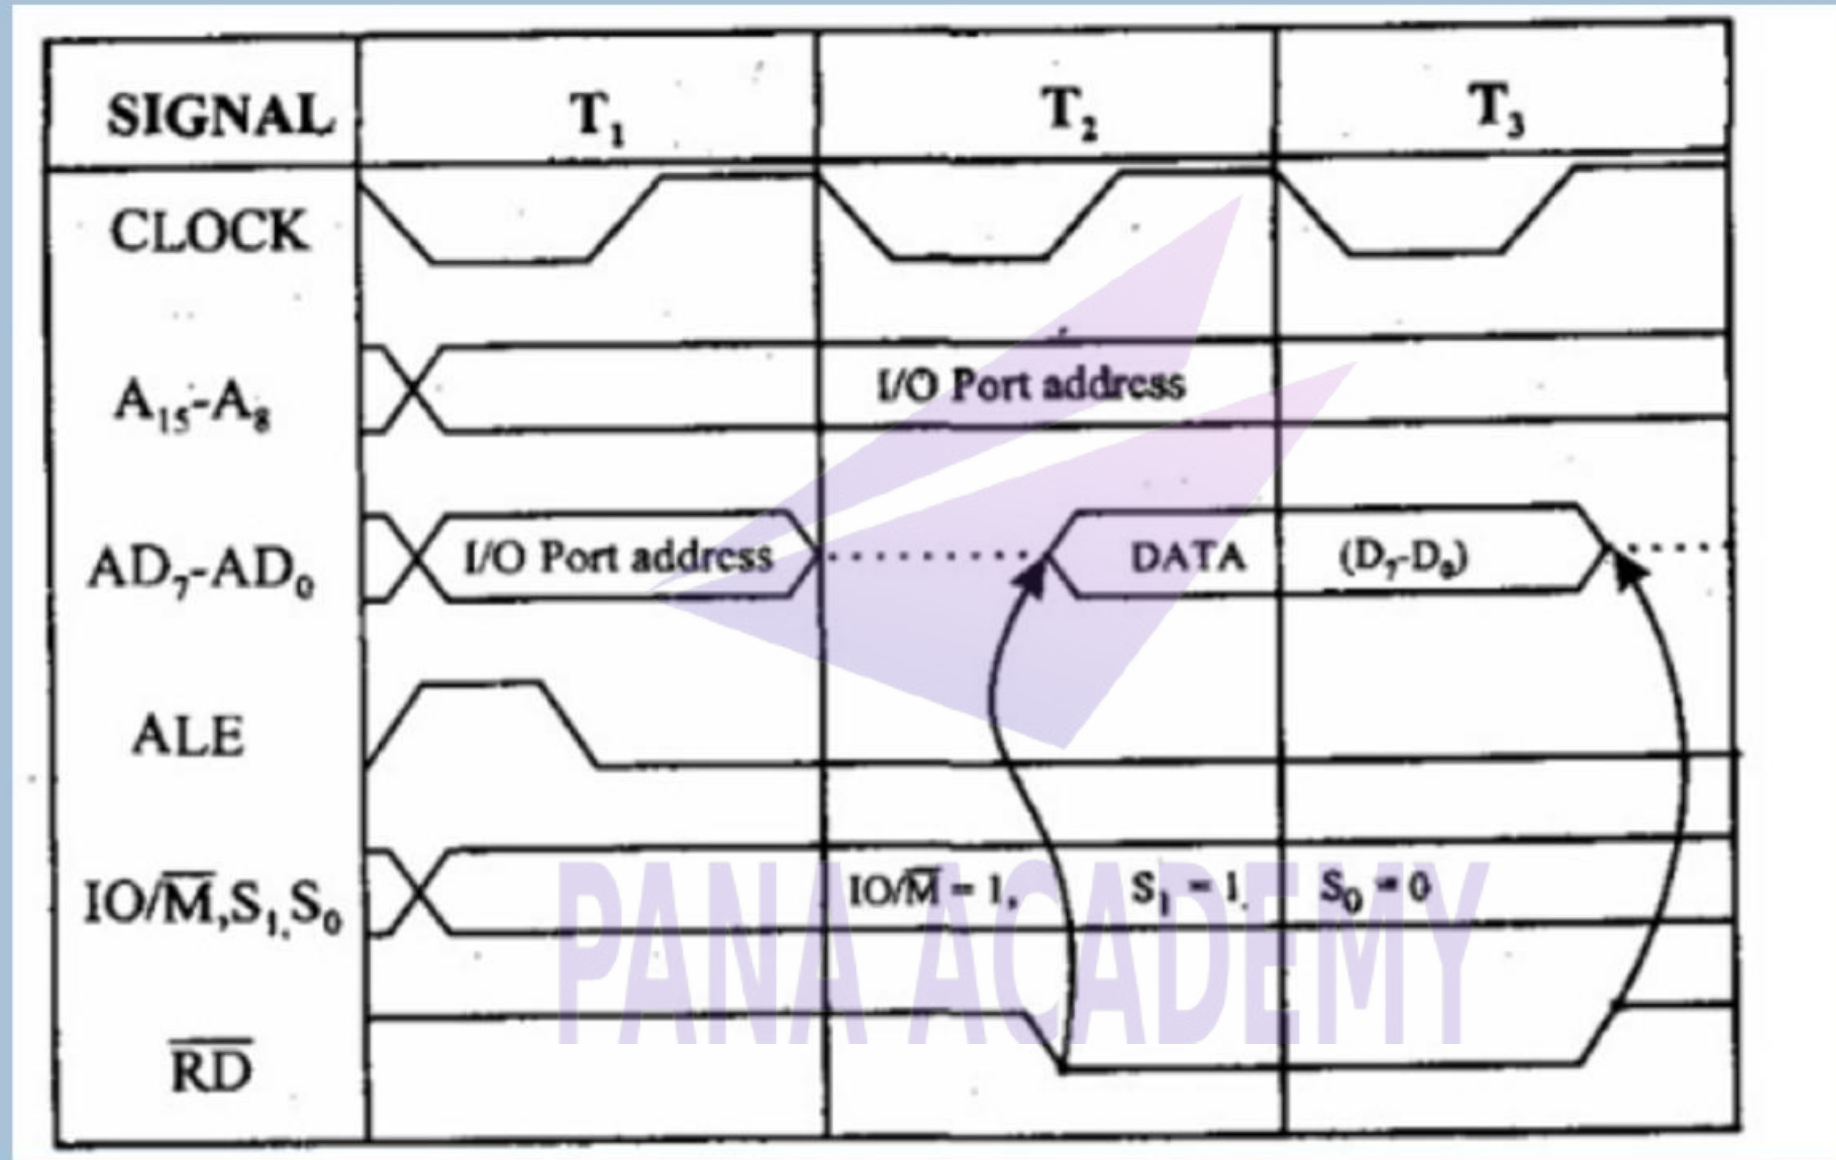 SIGNAL T₁ T₂ T₃
CLOCK
A₁₅-A₈ I/O Port address
AD₇-AD₀ I/O Port address DATA (D₇-D₀)
ALE
IO/M̅,S₁,S₀ IO/M̅ = 1, S₁ = 1, S₀ = 0
R̅D̅
PANA ACADEMY